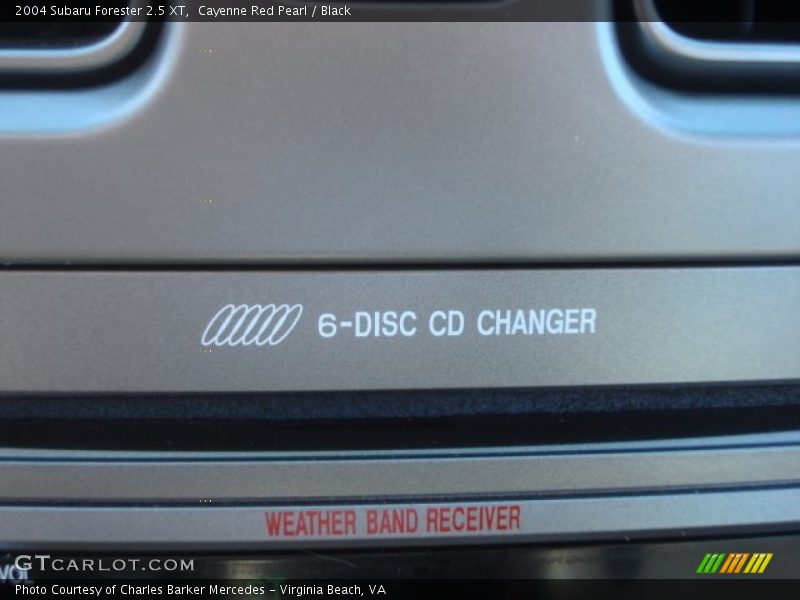 2004 Subaru Forester 2.5 XT, Cayenne Red Pearl / Black
6-DISC CD CHANGER
WEATHER BAND RECEIVER
GTCARLOT.COM
Photo Courtesy of Charles Barker Mercedes - Virginia Beach, VA